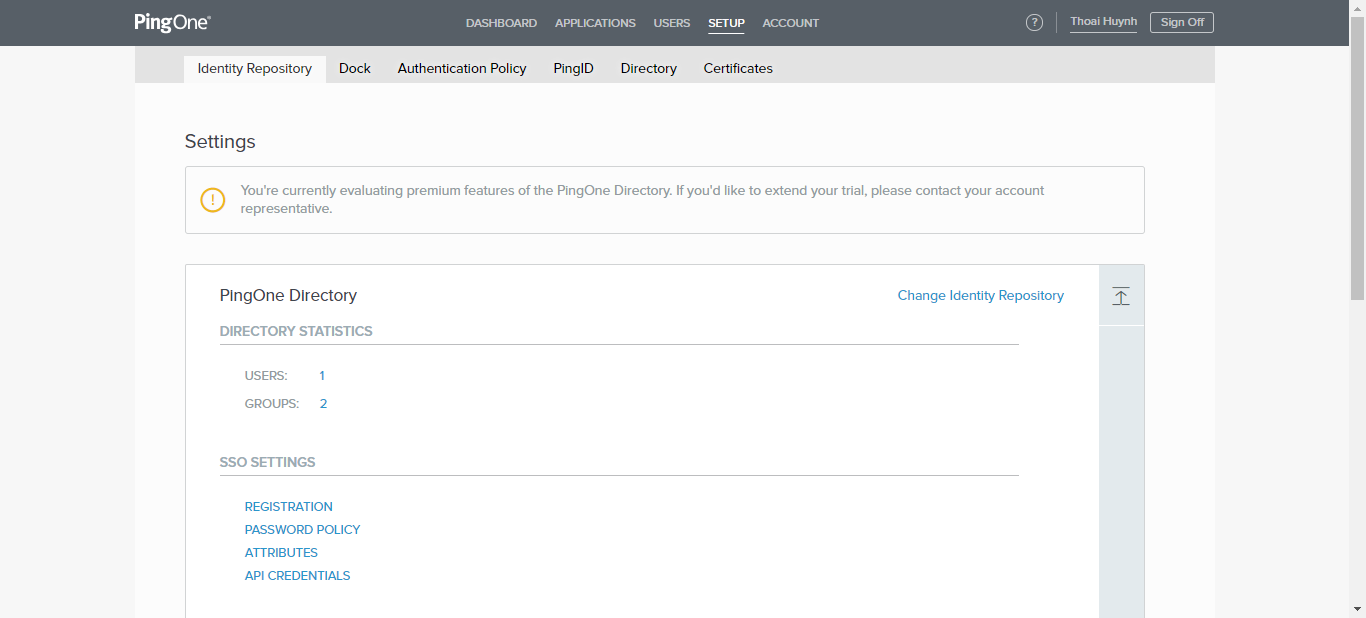 PingOne®
DASHBOARD APPLICATIONS USERS SETUP ACCOUNT
? Thoai Huynh Sign Off
Identity Repository Dock Authentication Policy PingID Directory Certificates
Settings
! You're currently evaluating premium features of the PingOne Directory. If you'd like to extend your trial, please contact your account
representative.
PingOne Directory Change Identity Repository
DIRECTORY STATISTICS
USERS: 1
GROUPS: 2
SSO SETTINGS
REGISTRATION
PASSWORD POLICY
ATTRIBUTES
API CREDENTIALS